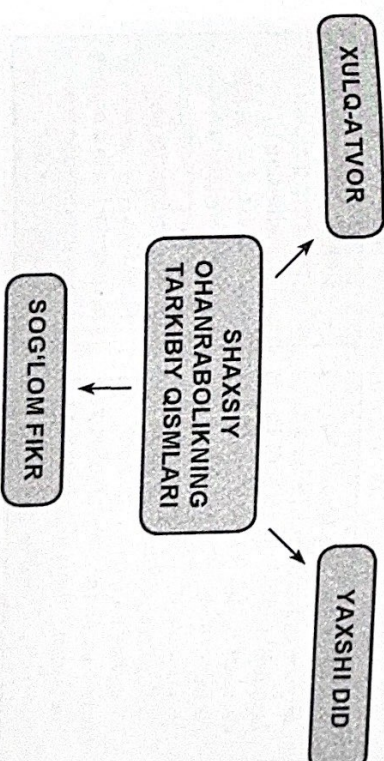 XULQ-ATVOR
YAXSHI DID
SHAXSIY
OHANRABOLIKNING
TARKIBIY QISMLARI
SOG'LOM FIKR